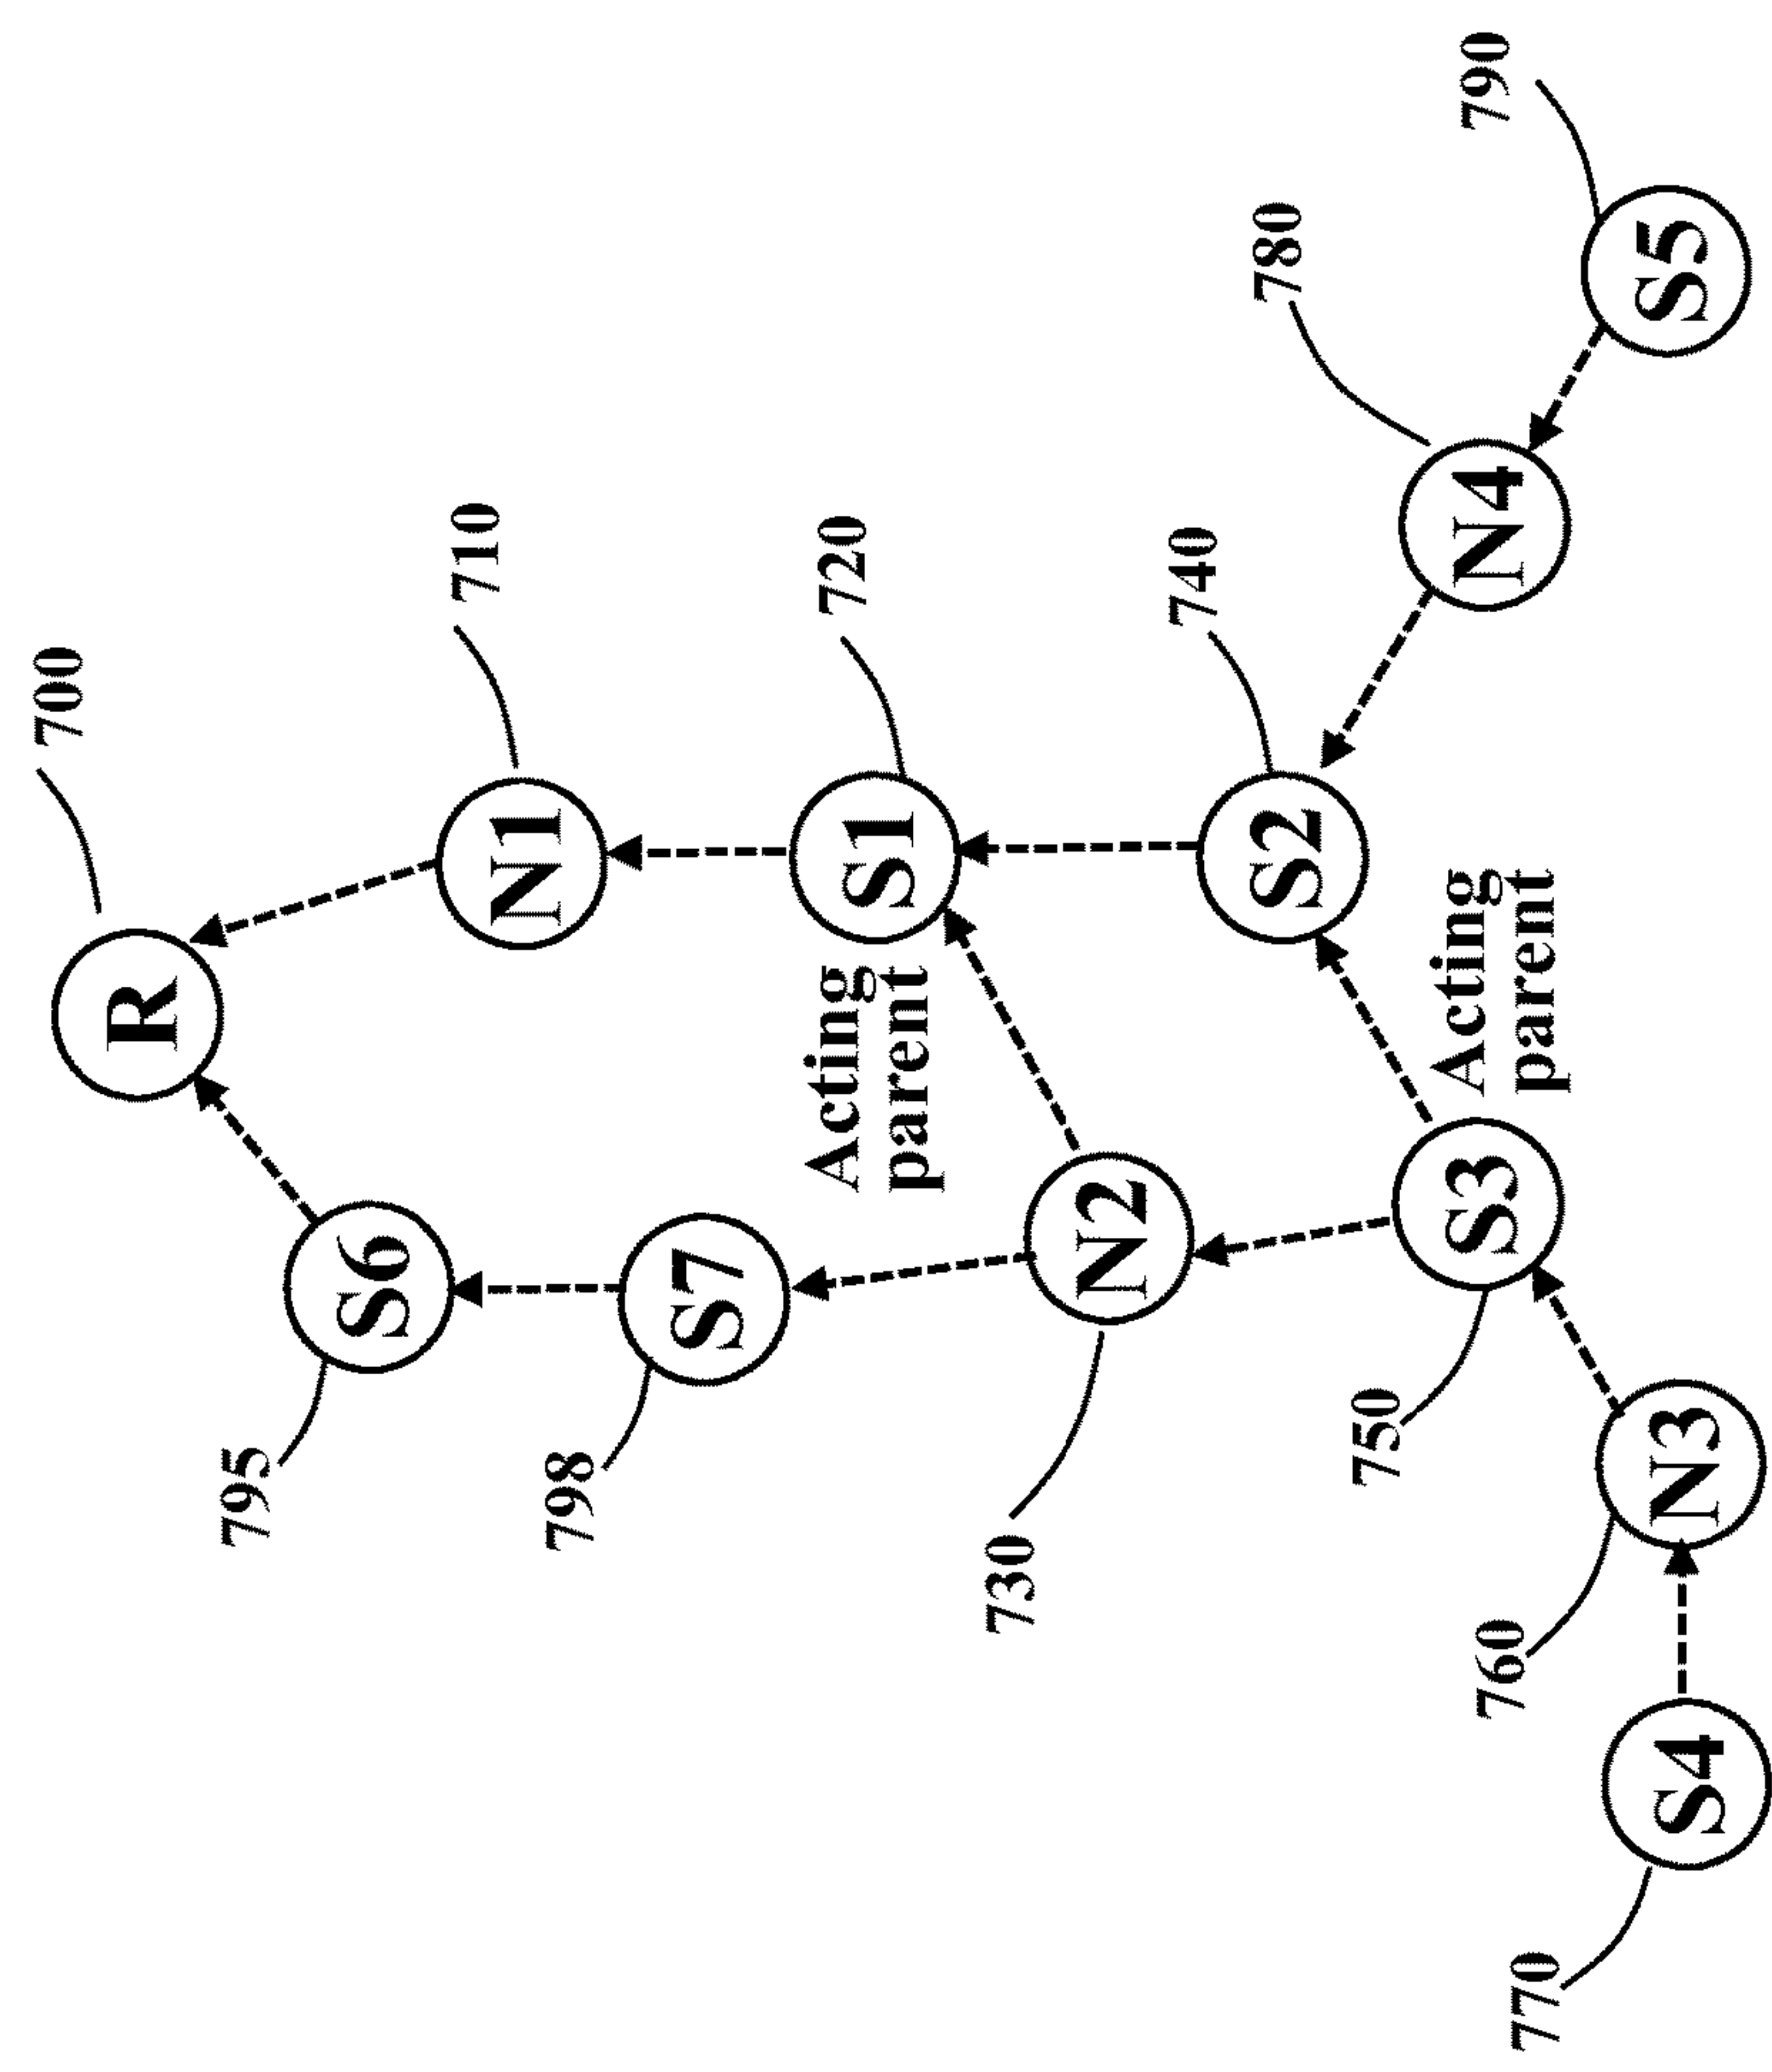 700
R
710
N1
795
S6
720
S1
798
S7
Acting
parent
730
N2
740
S2
780
N4
790
S5
750
S3
Acting
parent
760
N3
770
S4